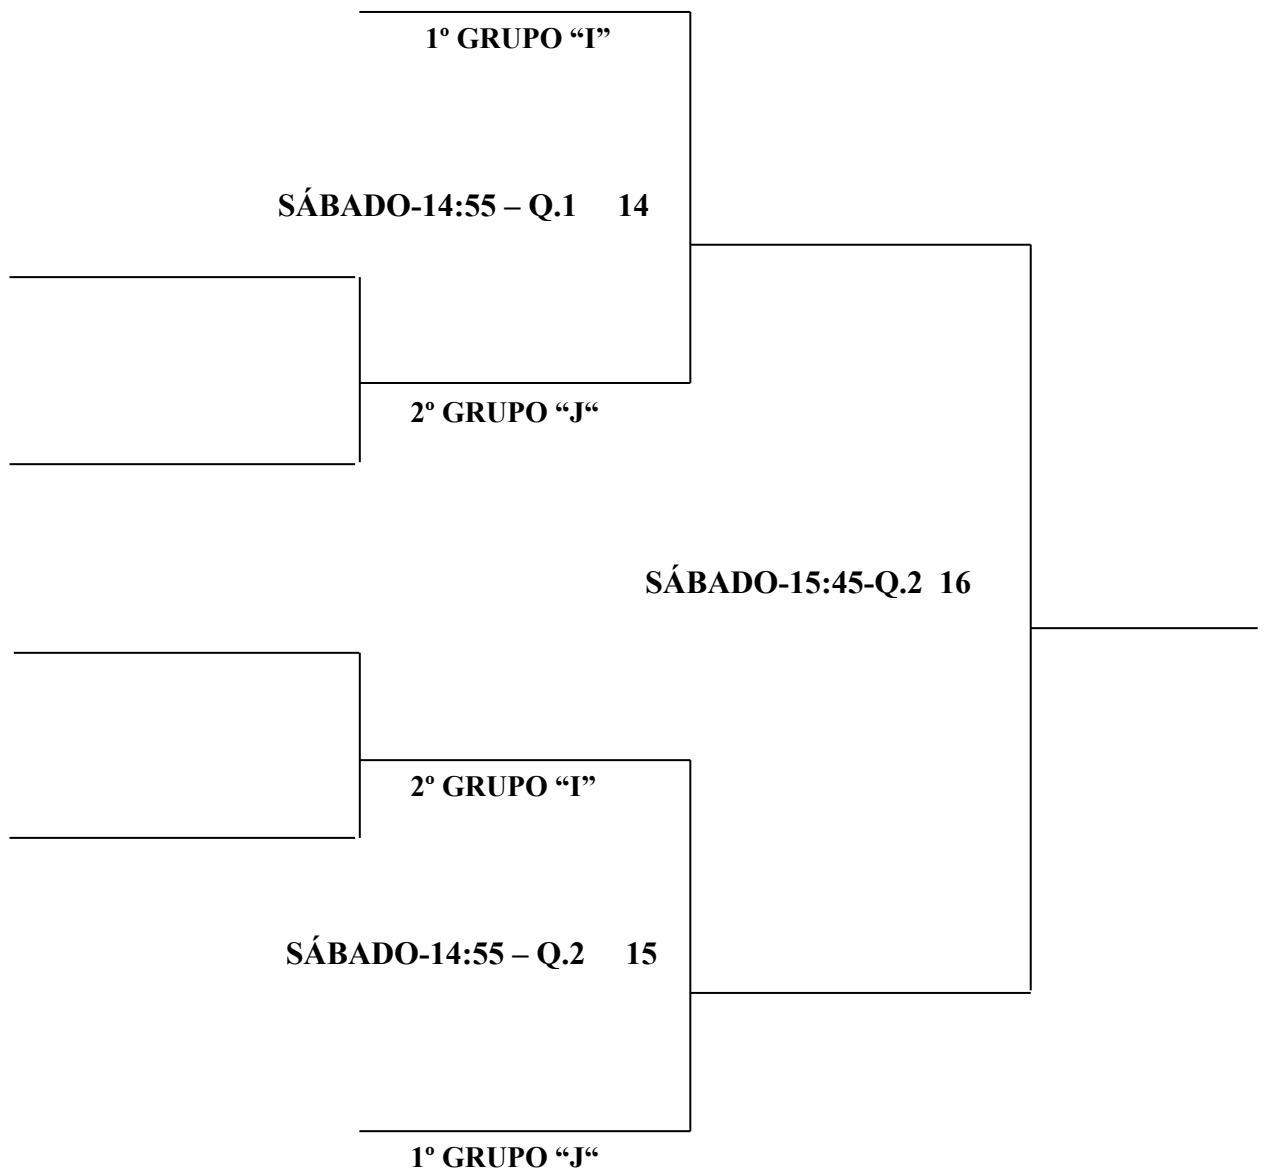 1º GRUPO “I”
SÁBADO-14:55 – Q.1 14
2º GRUPO “J“
SÁBADO-15:45-Q.2 16
2º GRUPO “I”
SÁBADO-14:55 – Q.2 15
1º GRUPO “J“